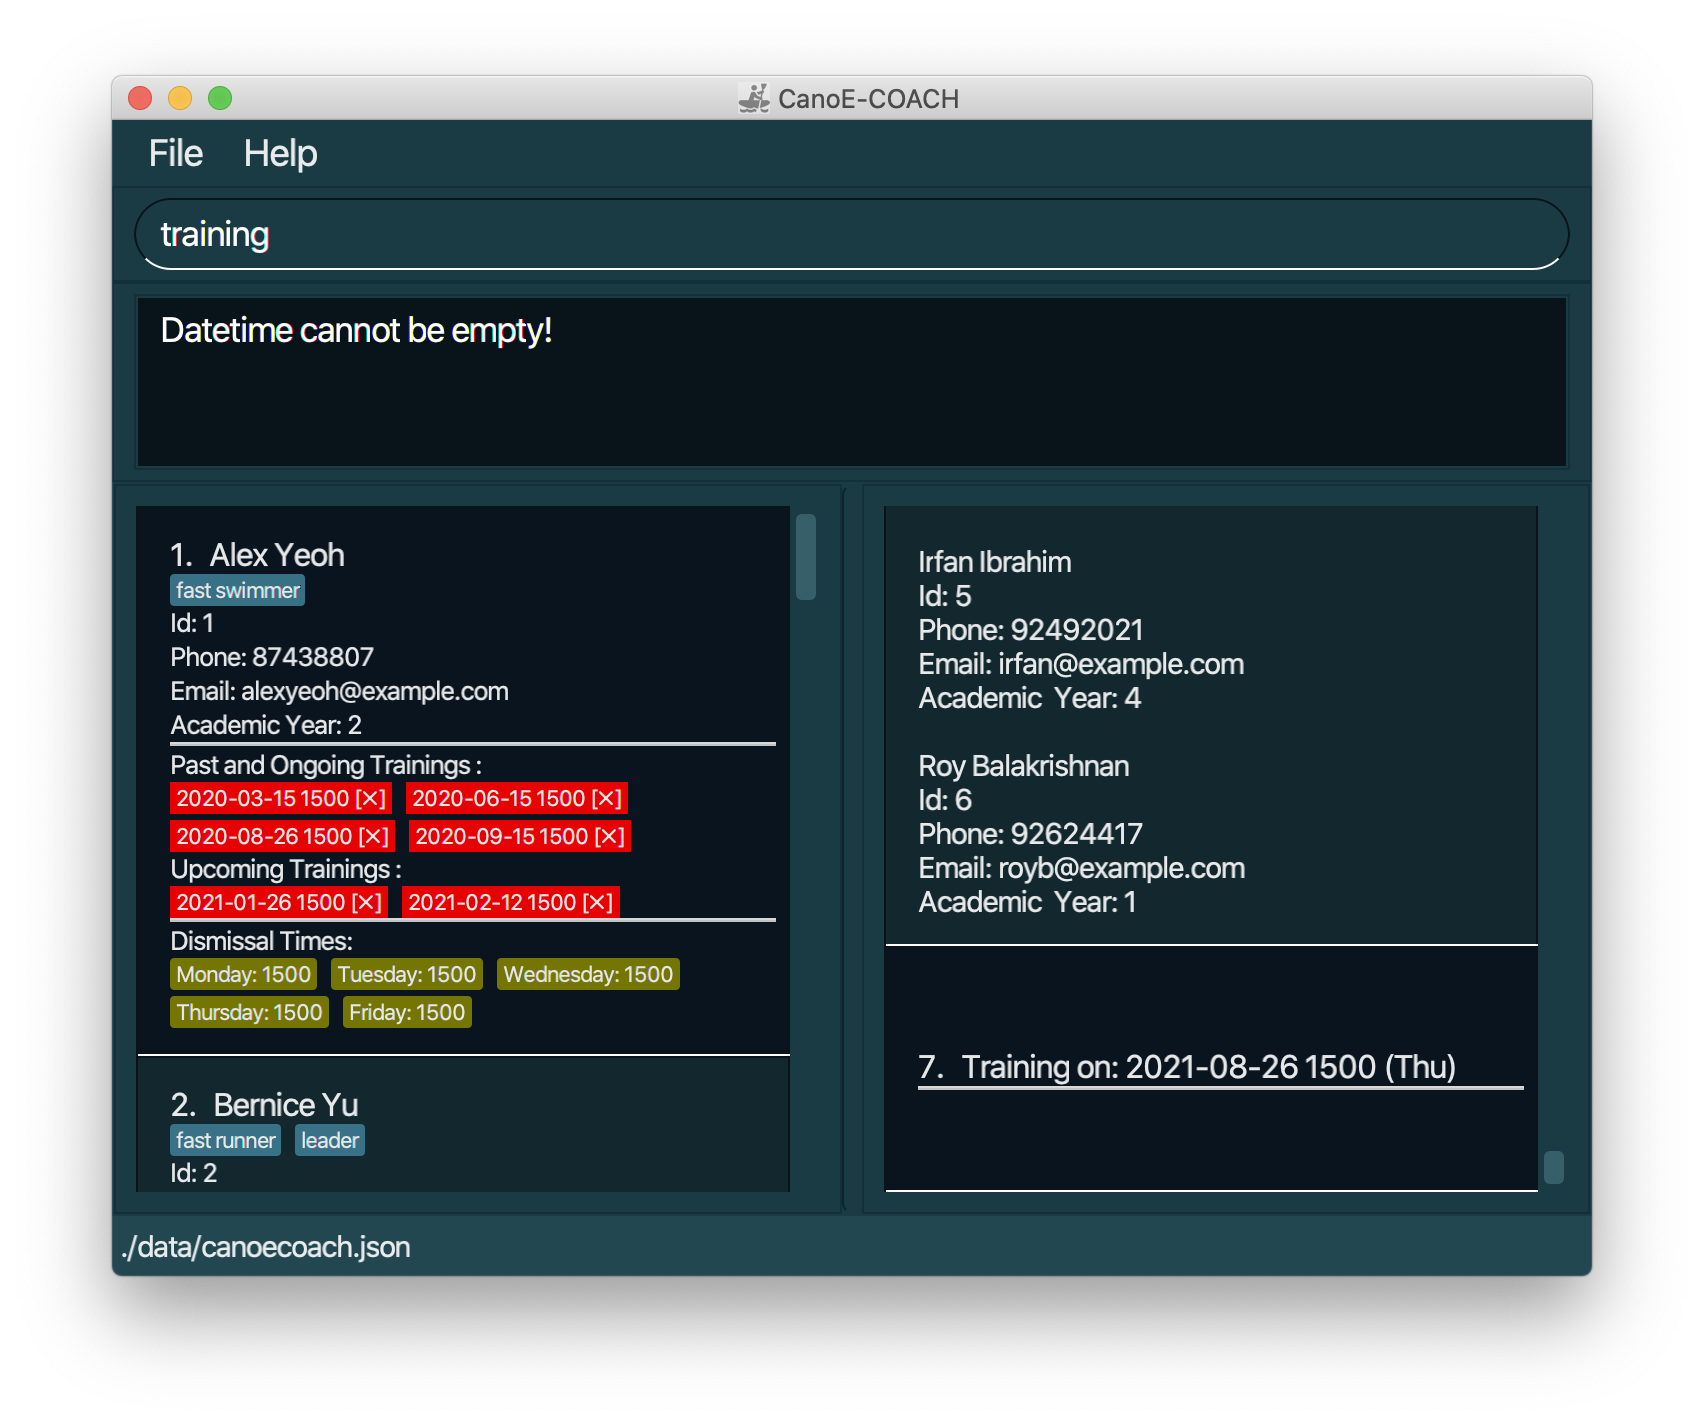 CanoE-COACH
File Help
training
Datetime cannot be empty!
1. Alex Yeoh
fast swimmer
Id: 1
Phone: 87438807
Email: alexyeoh@example.com
Academic Year: 2
Past and Ongoing Trainings :
2020-03-15 1500 [✕] 2020-06-15 1500 [✕]
2020-08-26 1500 [✕] 2020-09-15 1500 [✕]
Upcoming Trainings :
2021-01-26 1500 [✕] 2021-02-12 1500 [✕]
Dismissal Times:
Monday: 1500 Tuesday: 1500 Wednesday: 1500
Thursday: 1500 Friday: 1500
2. Bernice Yu
fast runner leader
Id: 2
Irfan Ibrahim
Id: 5
Phone: 92492021
Email: irfan@example.com
Academic Year: 4
Roy Balakrishnan
Id: 6
Phone: 92624417
Email: royb@example.com
Academic Year: 1
7. Training on: 2021-08-26 1500 (Thu)
./data/canoecoach.json